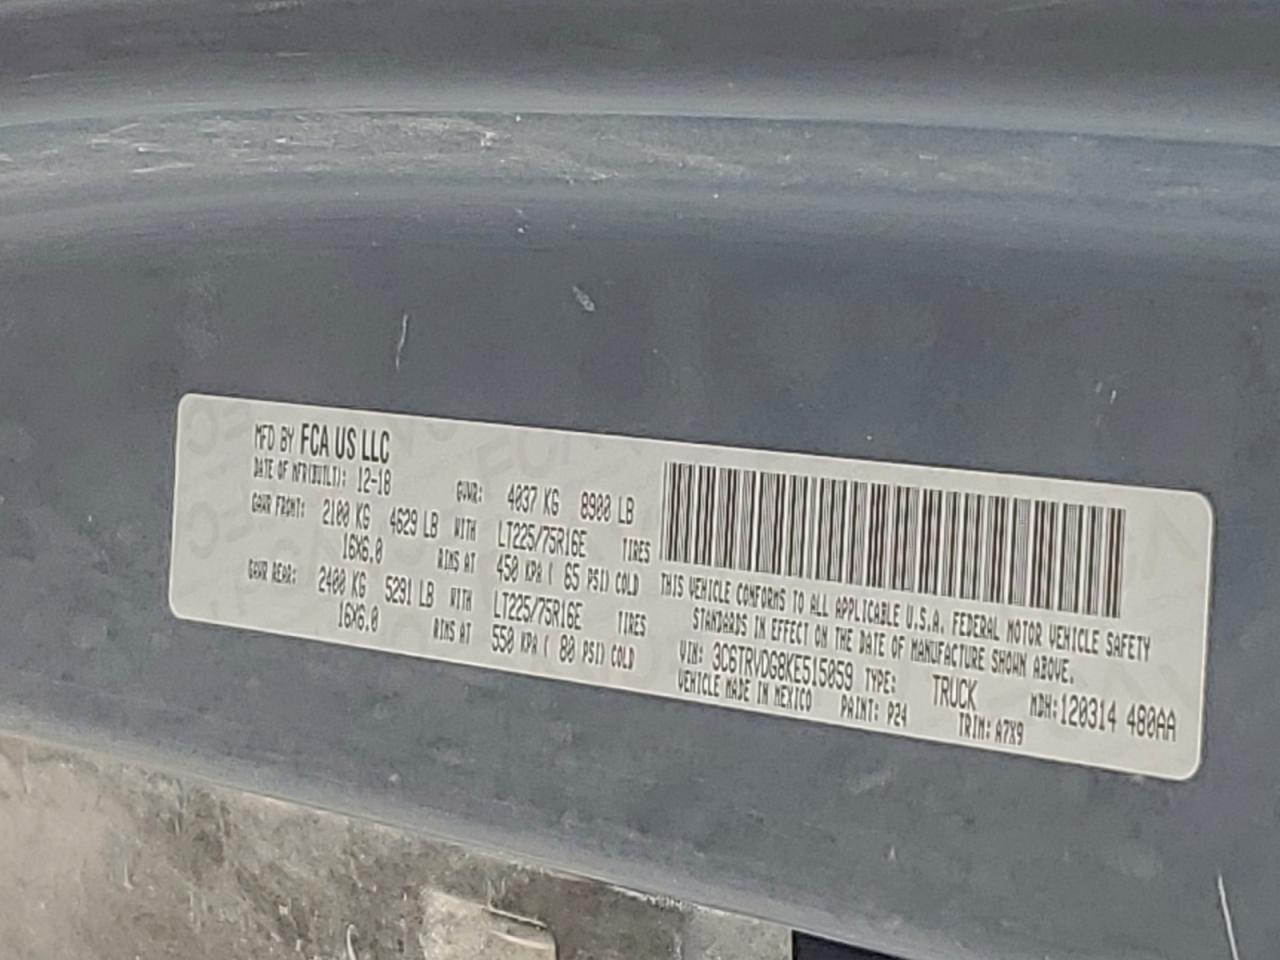 MFD BY FCA US LLC
DATE OF MFR(BUILT): 12-18 GVWR: 4037 KG 8900 LB
GAWR FRONT: 2100 KG 4629 LB WITH LT225/75R16E TIRES
16X6.0 RIMS AT 450 KPA ( 65 PSI) COLD
GAWR REAR: 2400 KG 5291 LB WITH LT225/75R16E TIRES
16X6.0 RIMS AT 550 KPA ( 80 PSI) COLD
THIS VEHICLE CONFORMS TO ALL APPLICABLE U.S.A. FEDERAL MOTOR VEHICLE SAFETY
STANDARDS IN EFFECT ON THE DATE OF MANUFACTURE SHOWN ABOVE.
VIN: 3C6TRVDG8KE515059 TYPE: TRUCK MDH: 120314 480AA
VEHICLE MADE IN MEXICO PAINT: P24 TRIM: A7X9